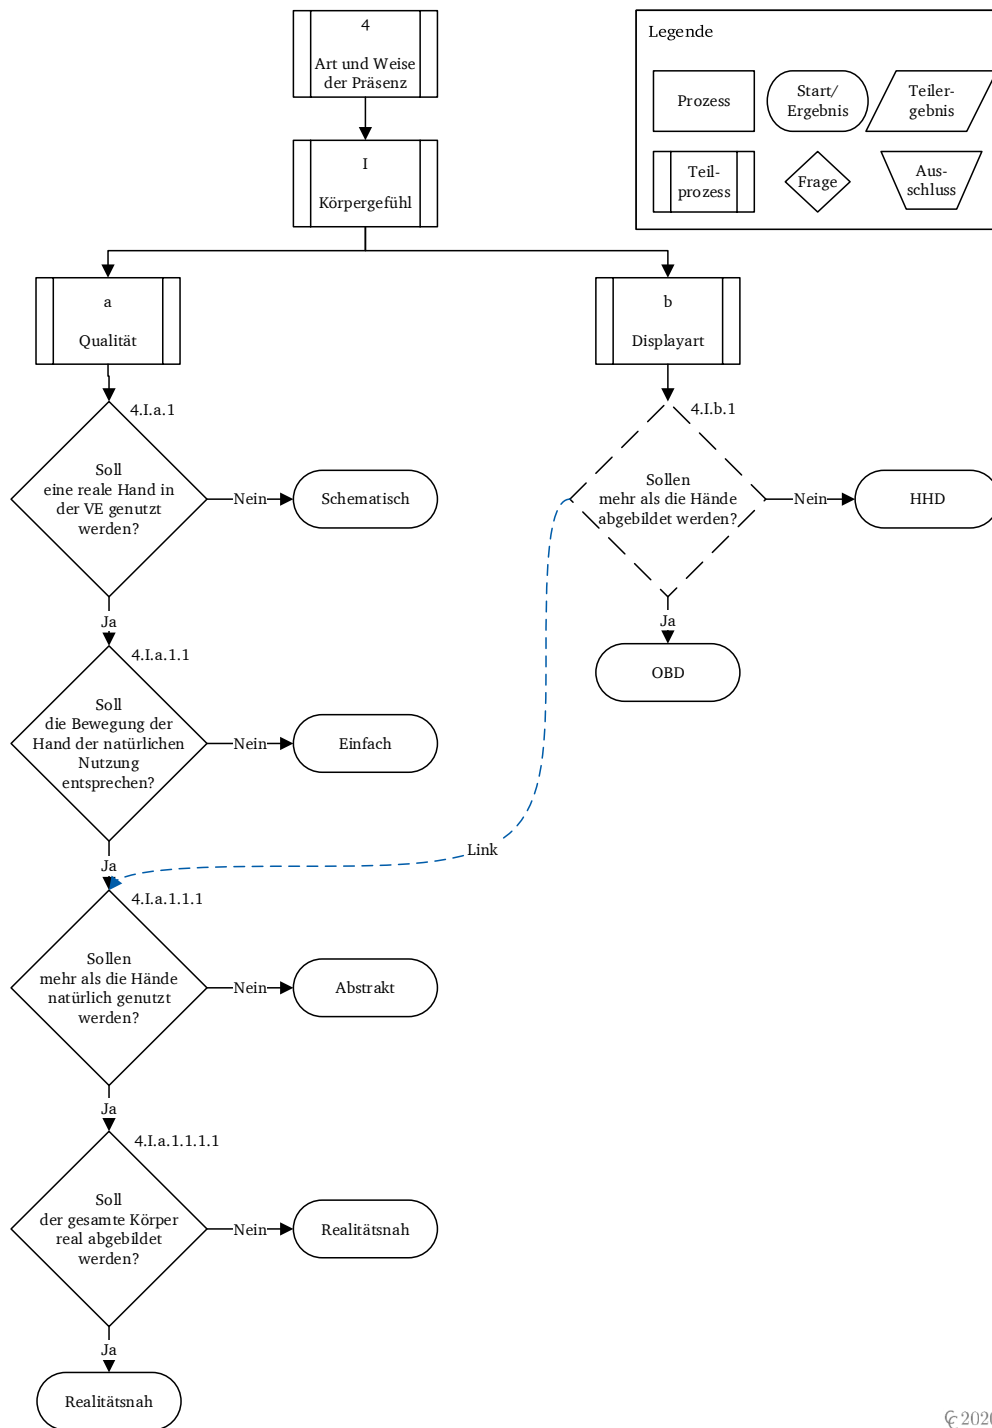 4
Art und Weise
der Präsenz
I
Körpergefühl
Legende
Prozess
Start/
Ergebnis
Teiler-
gebnis
Teil-
prozess
Frage
Aus-
schluss
a
Qualität
b
Displayart
4.I.a.1
Soll
eine reale Hand in
der VE genutzt
werden?
Nein
Schematisch
Ja
4.I.b.1
Sollen
mehr als die Hände
abgebildet werden?
Nein
HHD
Ja
OBD
4.I.a.1.1
Soll
die Bewegung der
Hand der natürlichen
Nutzung
entsprechen?
Nein
Einfach
Ja
Link
4.I.a.1.1.1
Sollen
mehr als die Hände
natürlich genutzt
werden?
Nein
Abstrakt
Ja
4.I.a.1.1.1.1
Soll
der gesamte Körper
real abgebildet
werden?
Nein
Realitätsnah
Ja
Realitätsnah